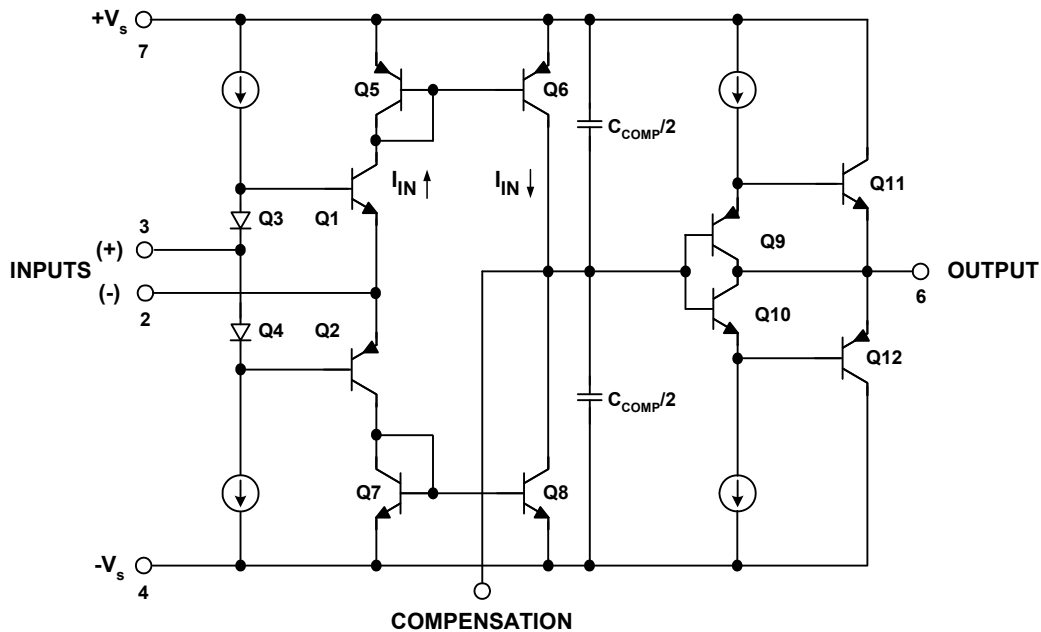 +Vs
7
Q5
Q6
CCOMP/2
IIN
IIN
Q11
Q3
Q1
3
(+)
Q9
INPUTS
(-)
2
OUTPUT
6
Q4
Q2
Q10
Q12
CCOMP/2
Q7
Q8
-Vs
4
COMPENSATION